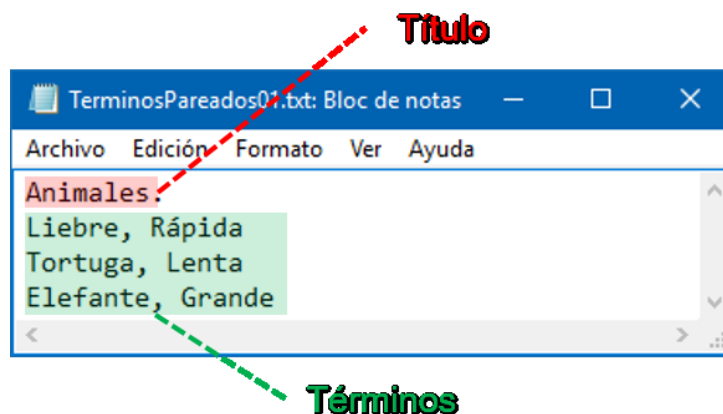 Título
TerminosPareados01.txt: Bloc de notas
Archivo Edición Formato Ver Ayuda
Animales.
Liebre, Rápida
Tortuga, Lenta
Elefante, Grande
Términos